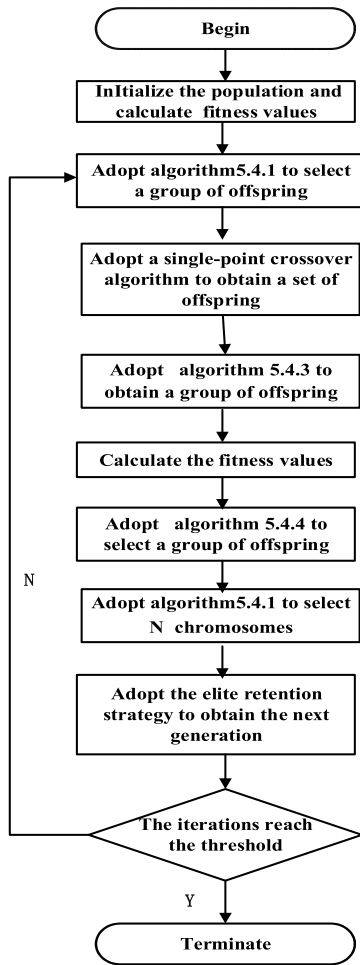 Begin
InItialize the population and
calculate fitness values
Adopt algorithm5.4.1 to select
a group of offspring
Adopt a single-point crossover
algorithm to obtain a set of
offspring
Adopt algorithm 5.4.3 to
obtain a group of offspring
Calculate the fitness values
Adopt algorithm 5.4.4 to
select a group of offspring
Adopt algorithm5.4.1 to select
N chromosomes
Adopt the elite retention
strategy to obtain the next
generation
The iterations reach
the threshold
N
Y
Terminate